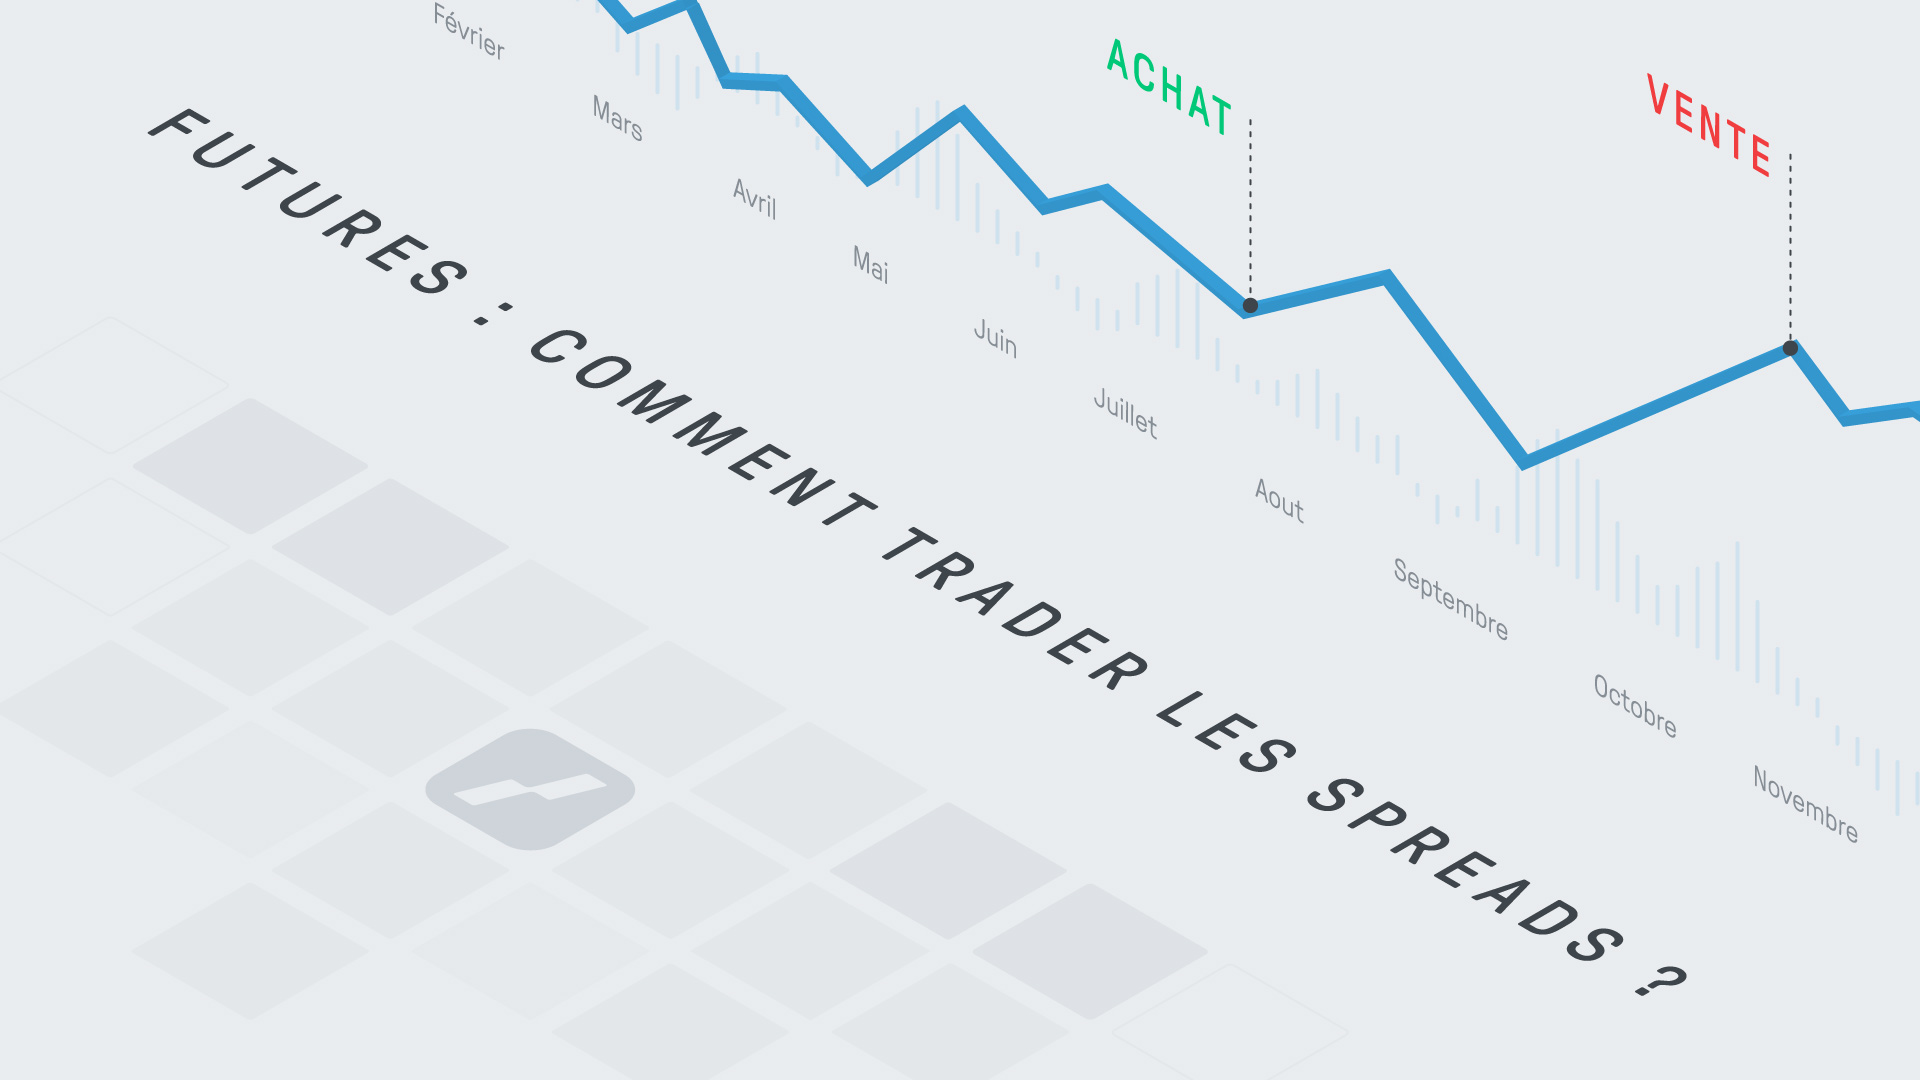 Février
Mars
Avril
Mai
Juin
Juillet
Aout
Septembre
Octobre
Novembre
ACHAT
VENTE
FUTURES : COMMENT TRADER LES SPREADS ?